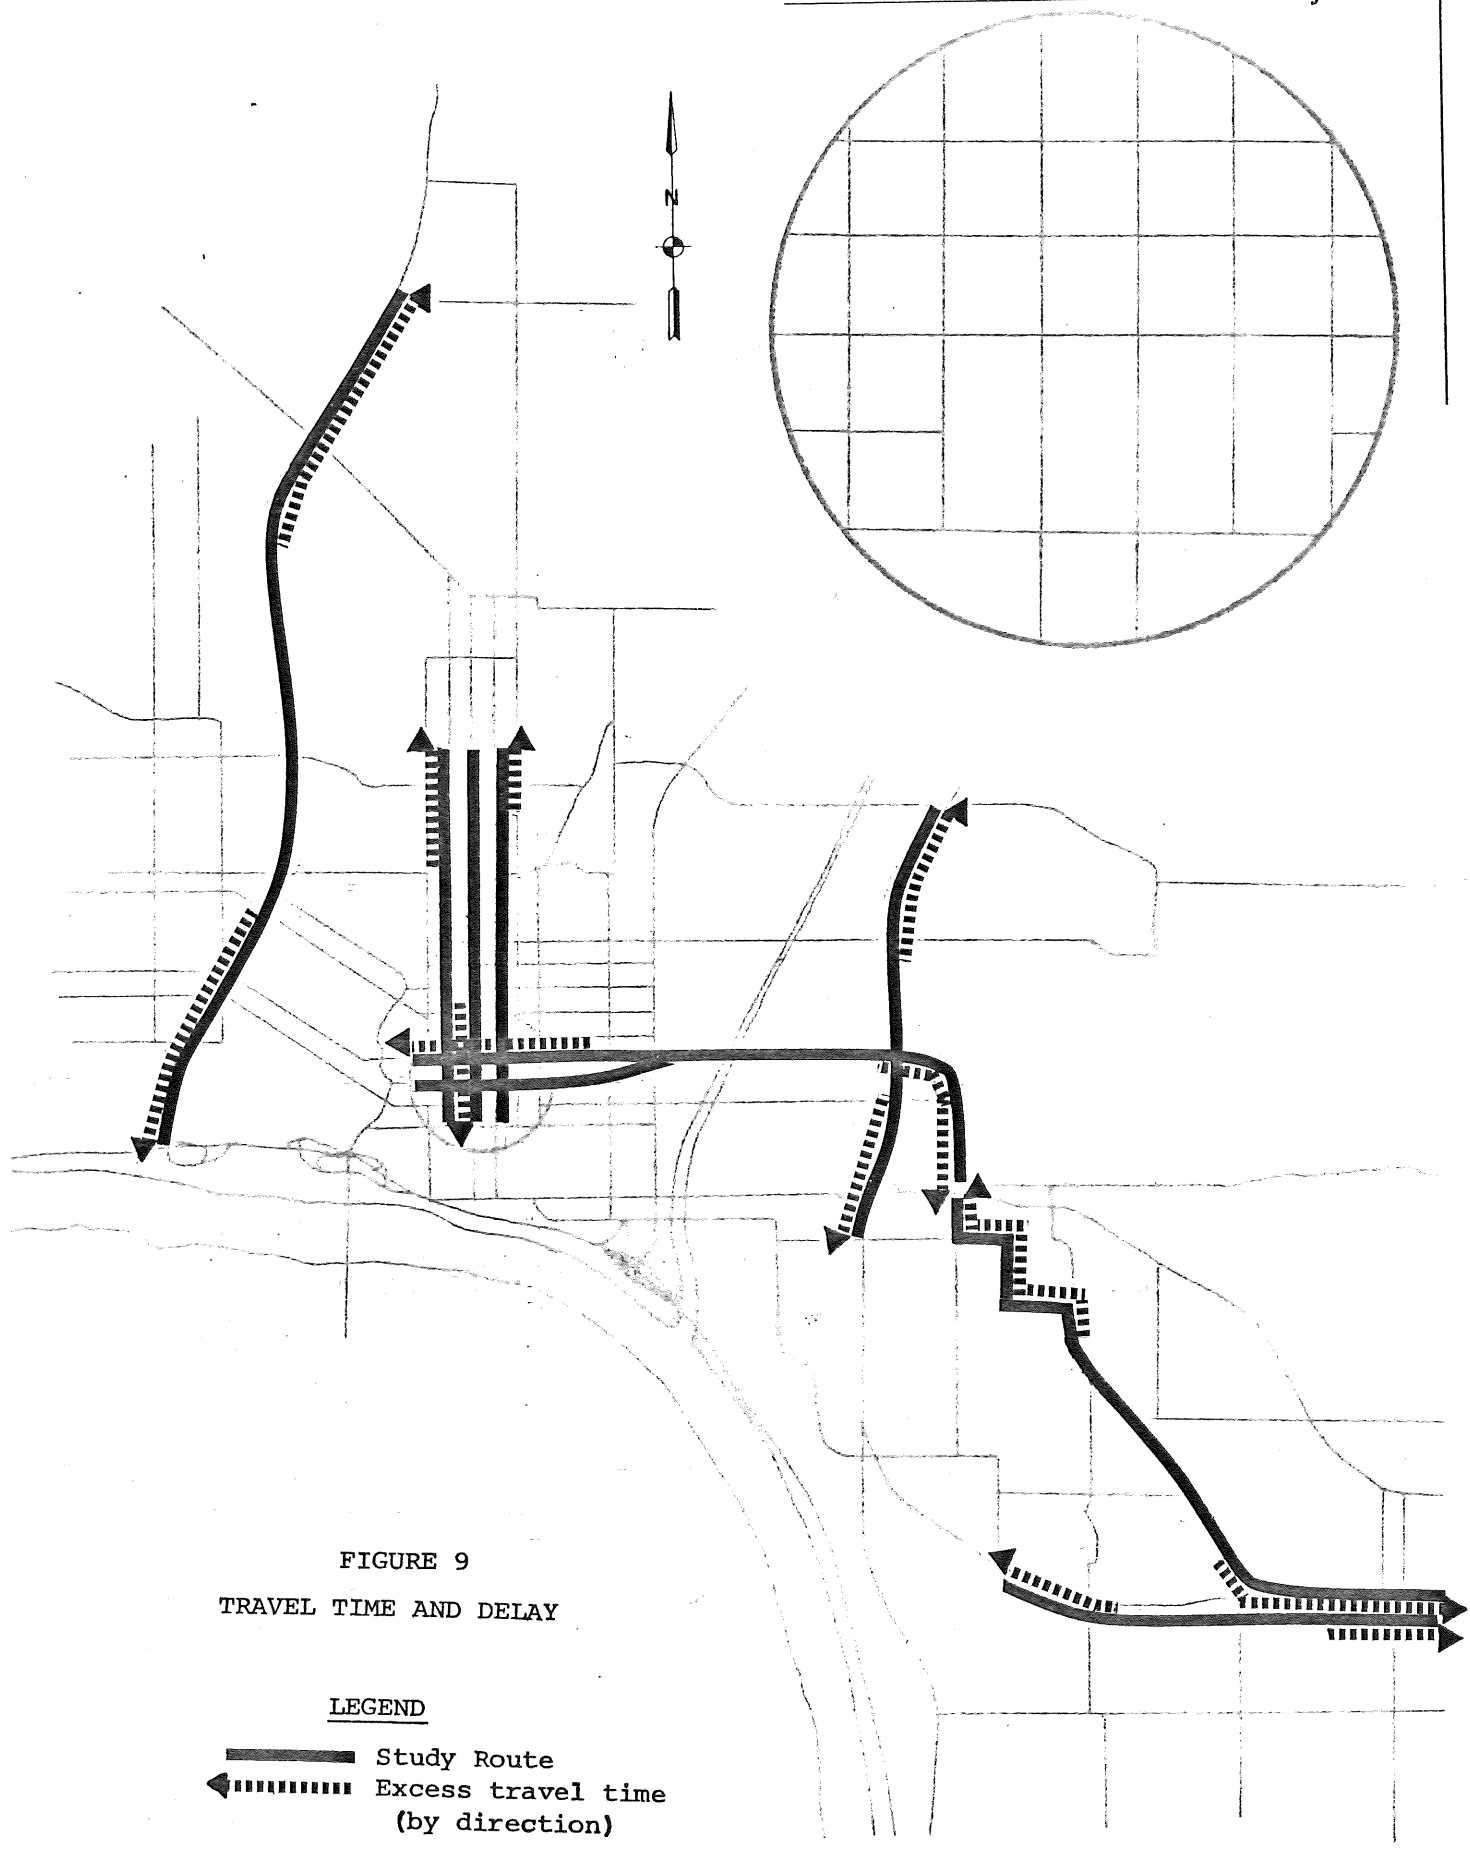 N
FIGURE 9
TRAVEL TIME AND DELAY
LEGEND
Study Route
Excess travel time
(by direction)